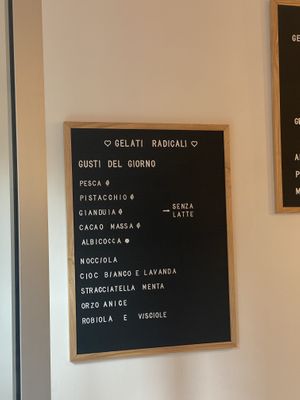 ♡ GELATI RADICALI ♡
GUSTI DEL GIORNO
PESCA
PISTACCHIO
GIANDUIA
CACAO MASSA
ALBICOCCA
→ SENZA
LATTE
NOCCIOLA
CIOC BIANCO E LAVANDA
STRACCIATELLA MENTA
ORZO ANICE
ROBIOLA E VISCIOLE
GE